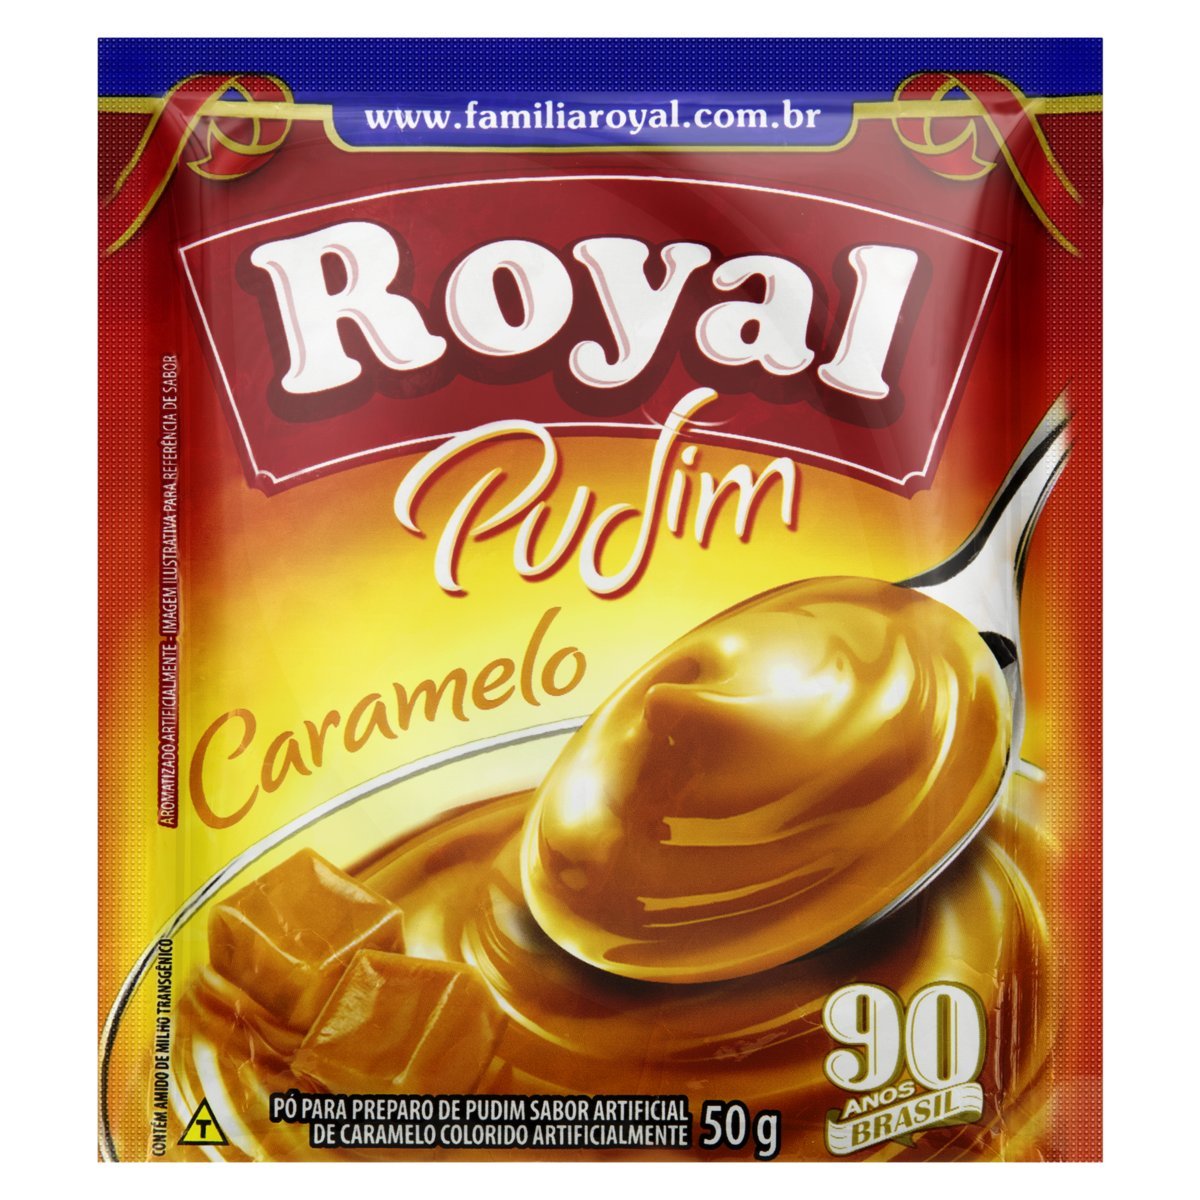 www.familiaroyal.com.br
Royal
Pudim
Caramelo
AROMATIZADO ARTIFICIALMENTE - IMAGEM ILUSTRATIVA PARA REFERÊNCIA DE SABOR
CONTÉM AMIDO DE MILHO TRANSGÊNICO
T
PÓ PARA PREPARO DE PUDIM SABOR ARTIFICIAL
DE CARAMELO COLORIDO ARTIFICIALMENTE
50 g
90
ANOS
BRASIL